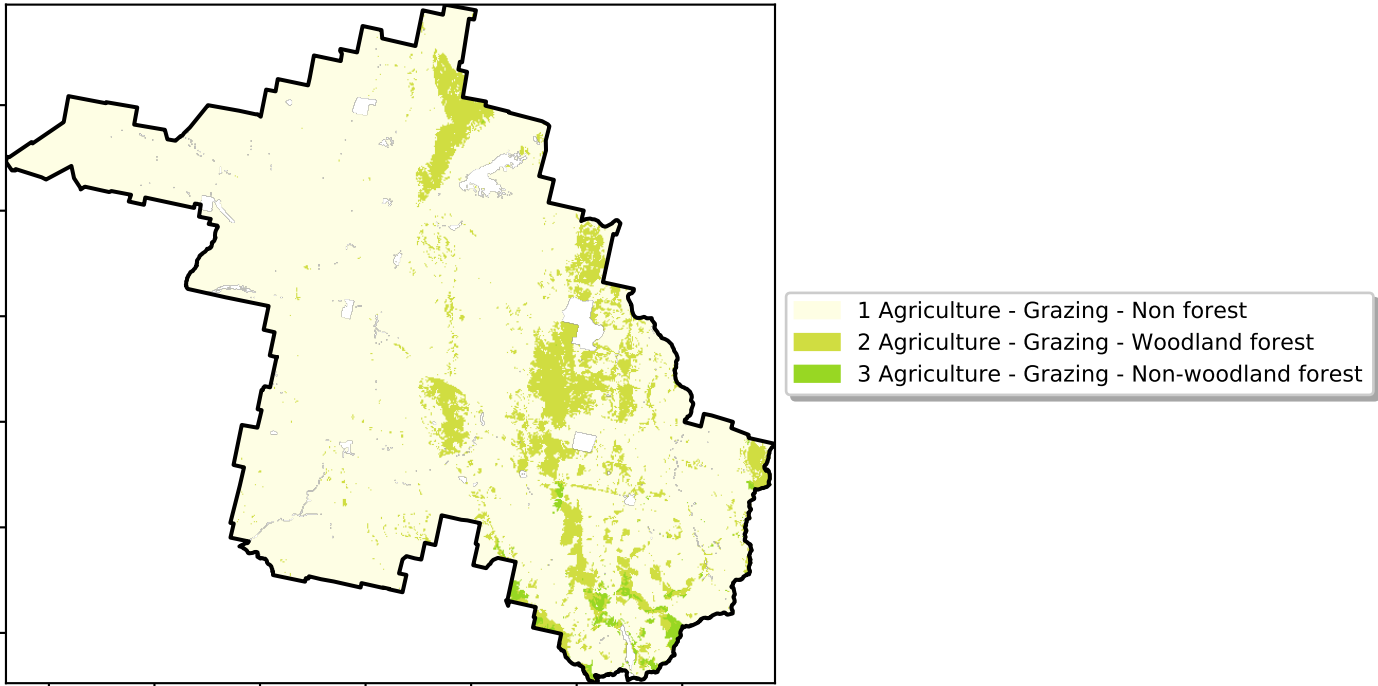 1 Agriculture - Grazing - Non forest
2 Agriculture - Grazing - Woodland forest
3 Agriculture - Grazing - Non-woodland forest